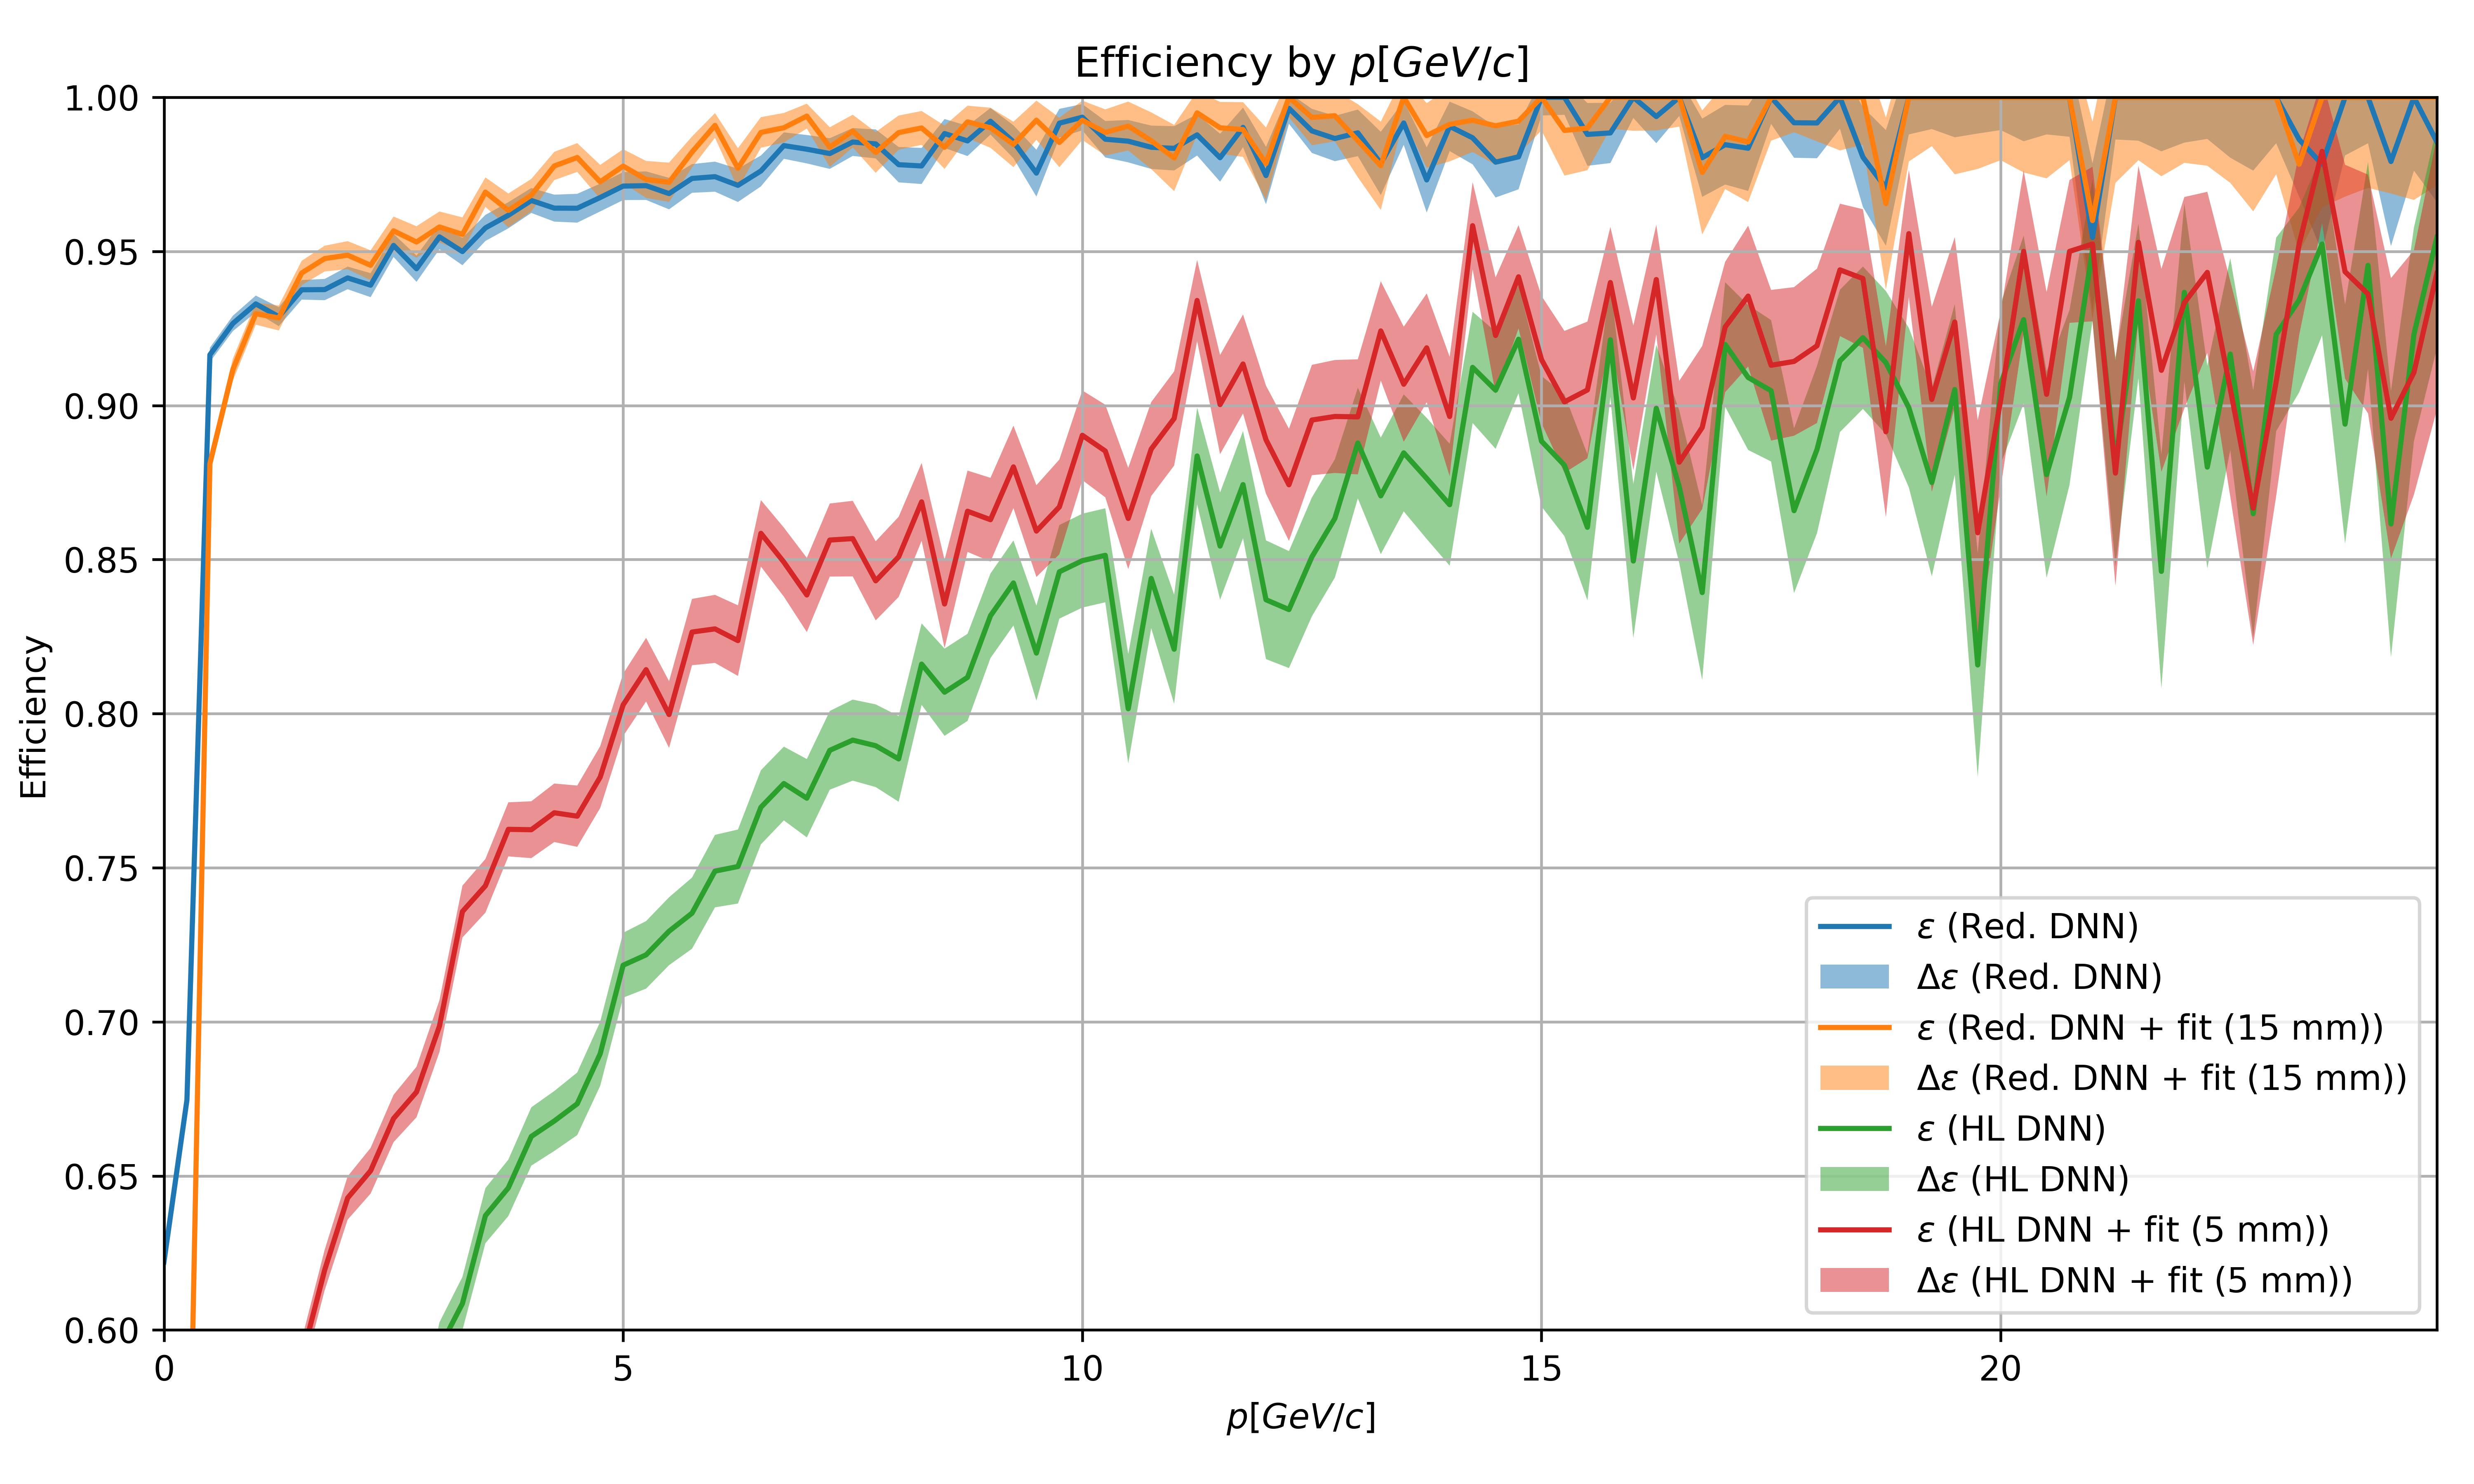 Efficiency by p[GeV/c]
1.00
0.95
0.90
0.85
0.80
0.75
0.70
0.65
0.60
Efficiency
0 5 10 15 20
p[GeV/c]
ε (Red. DNN)
Δε (Red. DNN)
ε (Red. DNN + fit (15 mm))
Δε (Red. DNN + fit (15 mm))
ε (HL DNN)
Δε (HL DNN)
ε (HL DNN + fit (5 mm))
Δε (HL DNN + fit (5 mm))